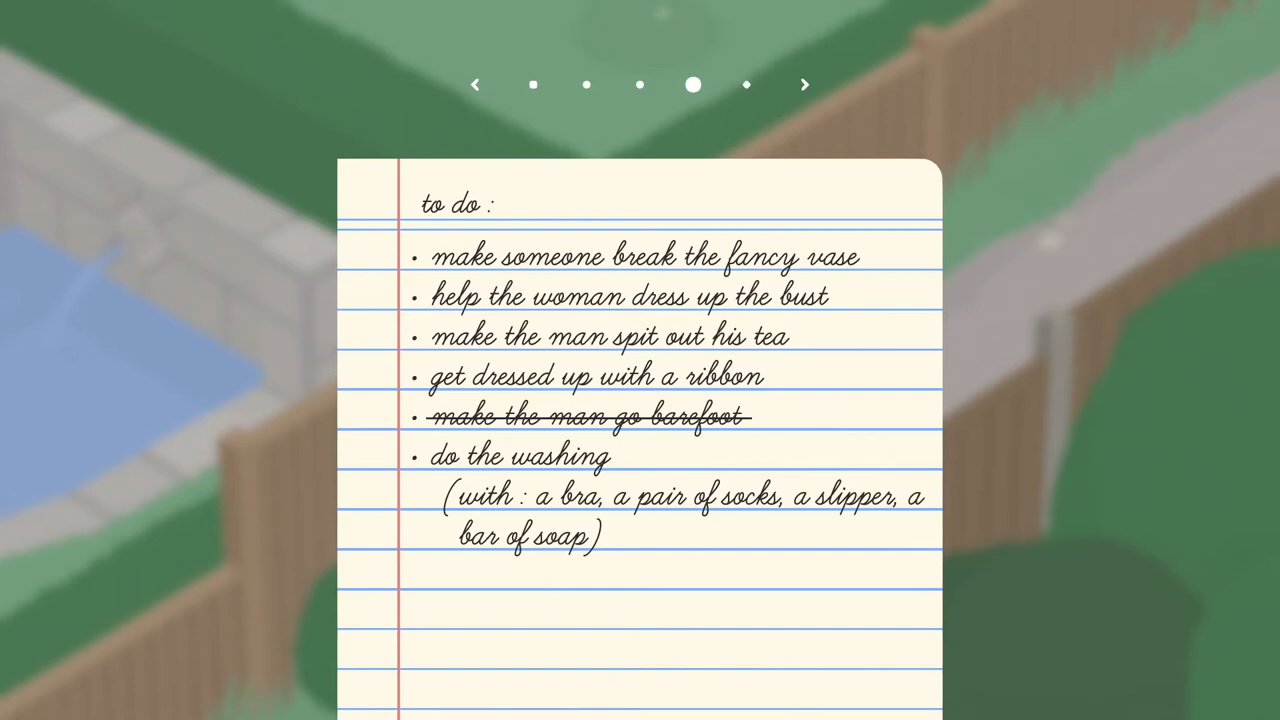 to do :
• make someone break the fancy vase
• help the woman dress up the bust
• make the man spit out his tea
• get dressed up with a ribbon
• make the man go barefoot
• do the washing
(with : a bra, a pair of socks, a slipper, a
bar of soap)